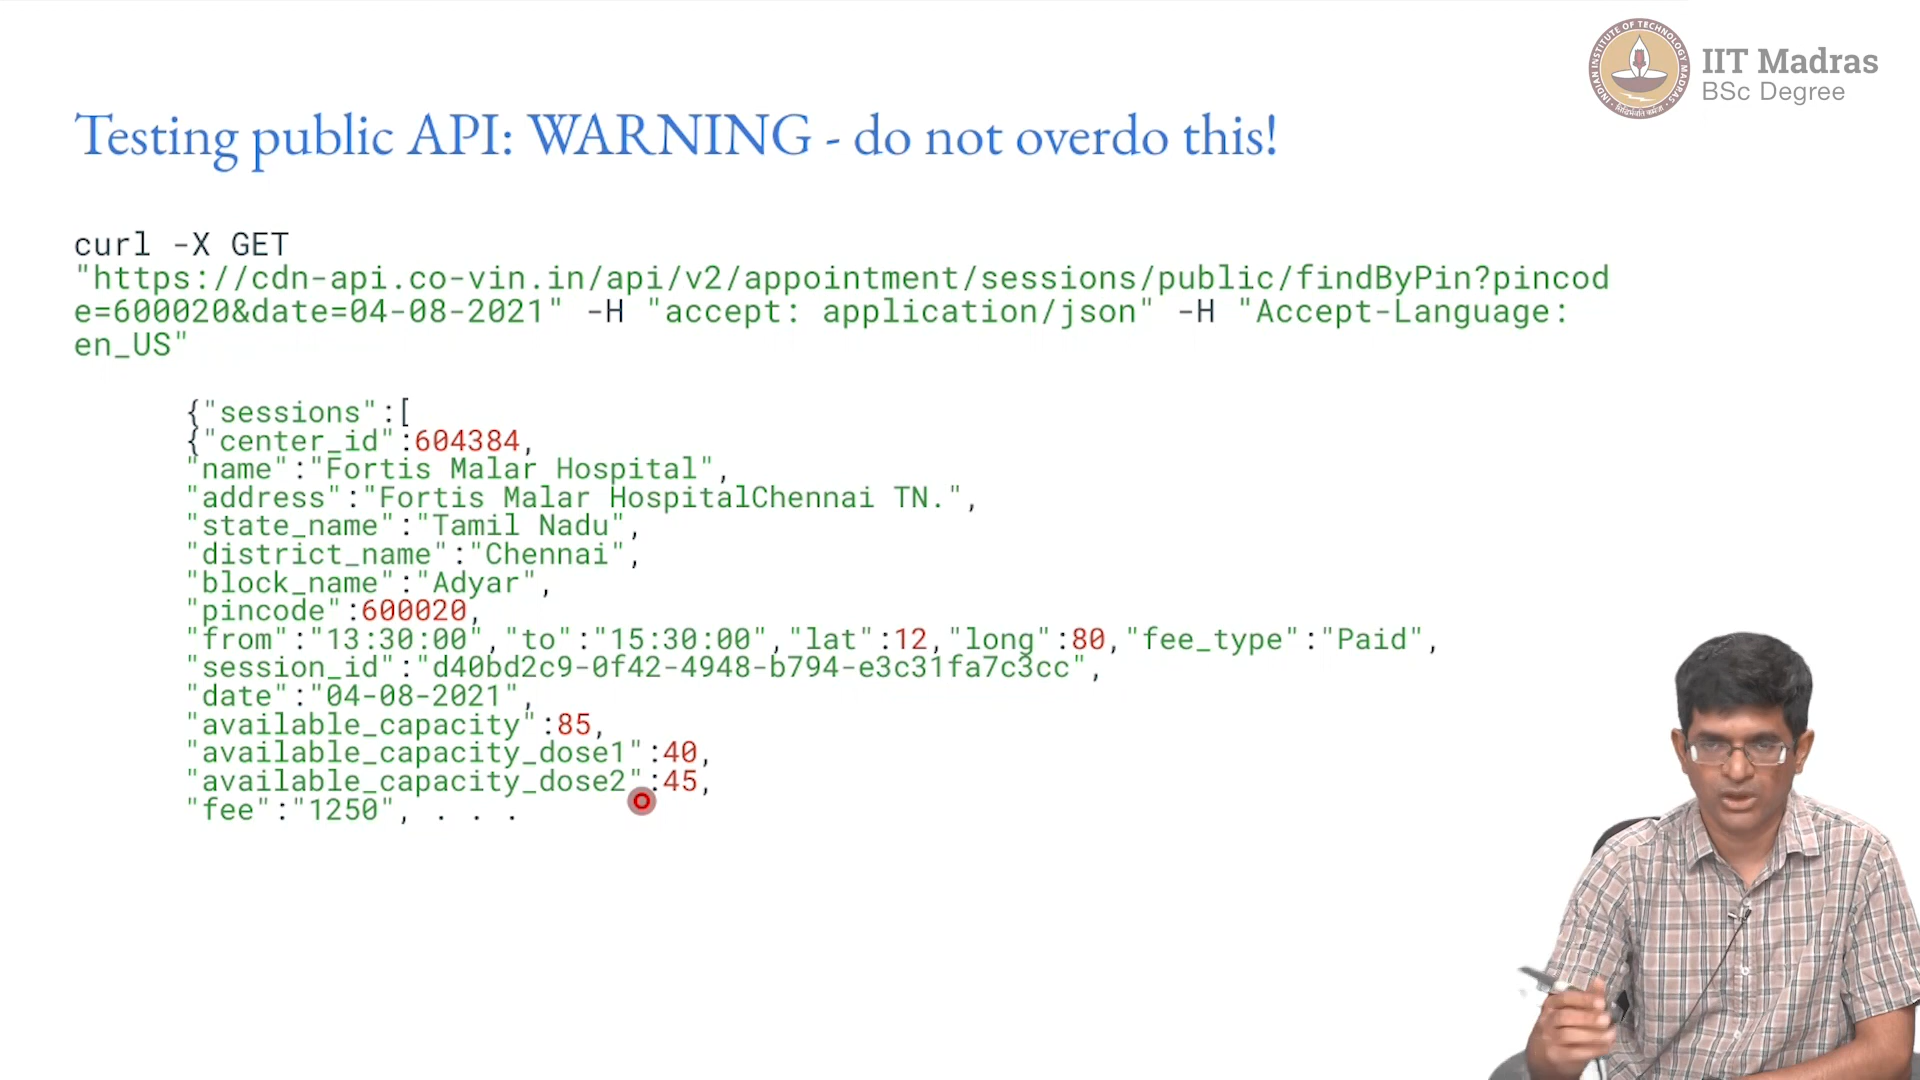 IIT Madras
BSc Degree
Testing public API: WARNING - do not overdo this!
curl -X GET
"https://cdn-api.co-vin.in/api/v2/appointment/sessions/public/findByPin?pincod
e=600020&date=04-08-2021" -H "accept: application/json" -H "Accept-Language:
en_US"
{"sessions":[
{"center_id":604384,
"name":"Fortis Malar Hospital",
"address":"Fortis Malar HospitalChennai TN.",
"state_name":"Tamil Nadu",
"district_name":"Chennai",
"block_name":"Adyar",
"pincode":600020,
"from":"13:30:00","to":"15:30:00","lat":12,"long":80,"fee_type":"Paid",
"session_id":"d40bd2c9-0f42-4948-b794-e3c31fa7c3cc",
"date":"04-08-2021",
"available_capacity":85,
"available_capacity_dose1":40,
"available_capacity_dose2":45,
"fee":"1250", . . .